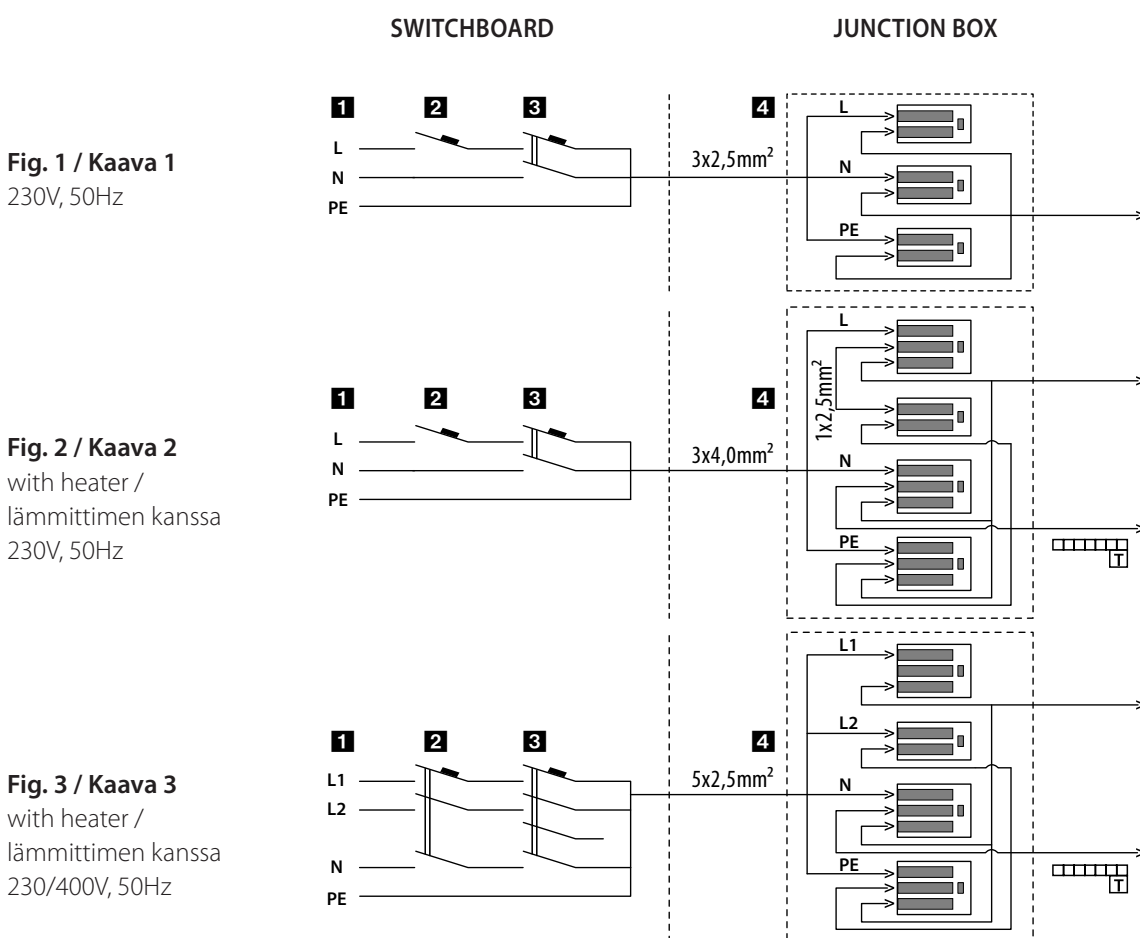 SWITCHBOARD
JUNCTION BOX
Fig. 1 / Kaava 1
230V, 50Hz
1
2
3
4
L
N
PE
3x2,5mm²
L
N
PE
Fig. 2 / Kaava 2
with heater /
lämmittimen kanssa
230V, 50Hz
1
2
3
4
L
N
PE
3x4,0mm²
L
1x2,5mm²
N
PE
T
Fig. 3 / Kaava 3
with heater /
lämmittimen kanssa
230/400V, 50Hz
1
2
3
4
L1
L2
N
PE
5x2,5mm²
L1
L2
N
PE
T